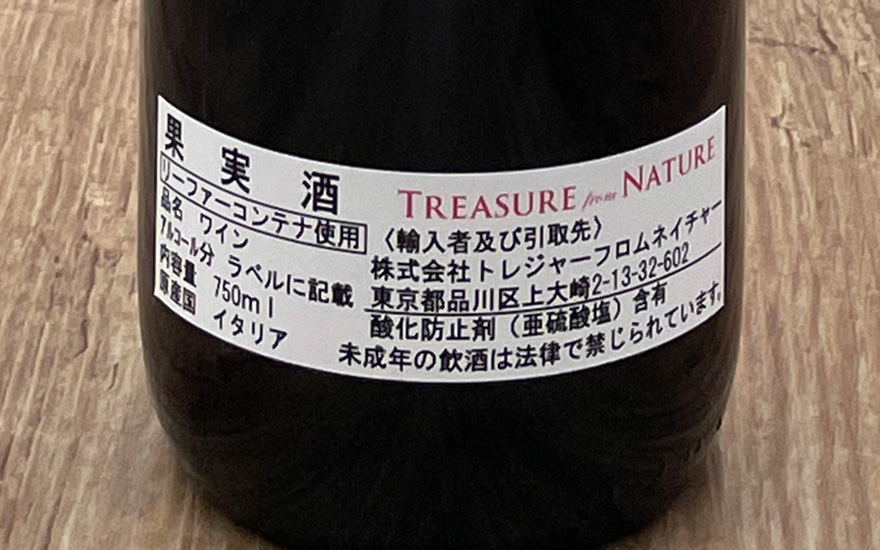 果実酒
リーファーコンテナ使用
品名 ワイン
アルコール分 ラベルに記載
内容量 750ml
原産国 イタリア
TREASURE from NATURE
〈輸入者及び引取先〉
株式会社トレジャーフロムネイチャー
東京都品川区上大崎2-13-32-602
酸化防止剤（亜硫酸塩）含有
未成年の飲酒は法律で禁じられています。